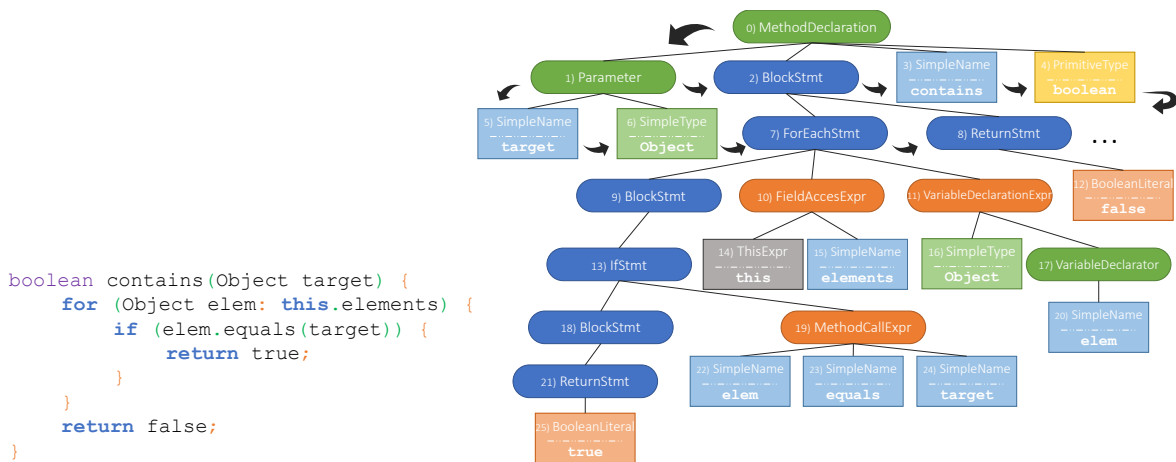 0) MethodDeclaration
1) Parameter
2) BlockStmt
3) SimpleName
contains
4) PrimitiveType
boolean
5) SimpleName
target
6) SimpleType
Object
7) ForEachStmt
8) ReturnStmt
...
9) BlockStmt
10) FieldAccesExpr
11) VariableDeclarationExpr
12) BooleanLiteral
false
13) IfStmt
14) ThisExpr
this
15) SimpleName
elements
16) SimpleType
Object
17) VariableDeclarator
18) BlockStmt
19) MethodCallExpr
20) SimpleName
elem
21) ReturnStmt
22) SimpleName
elem
23) SimpleName
equals
24) SimpleName
target
25) BooleanLiteral
true
boolean contains(Object target) {
    for (Object elem: this.elements) {
        if (elem.equals(target)) {
            return true;
        }
    }
    return false;
}